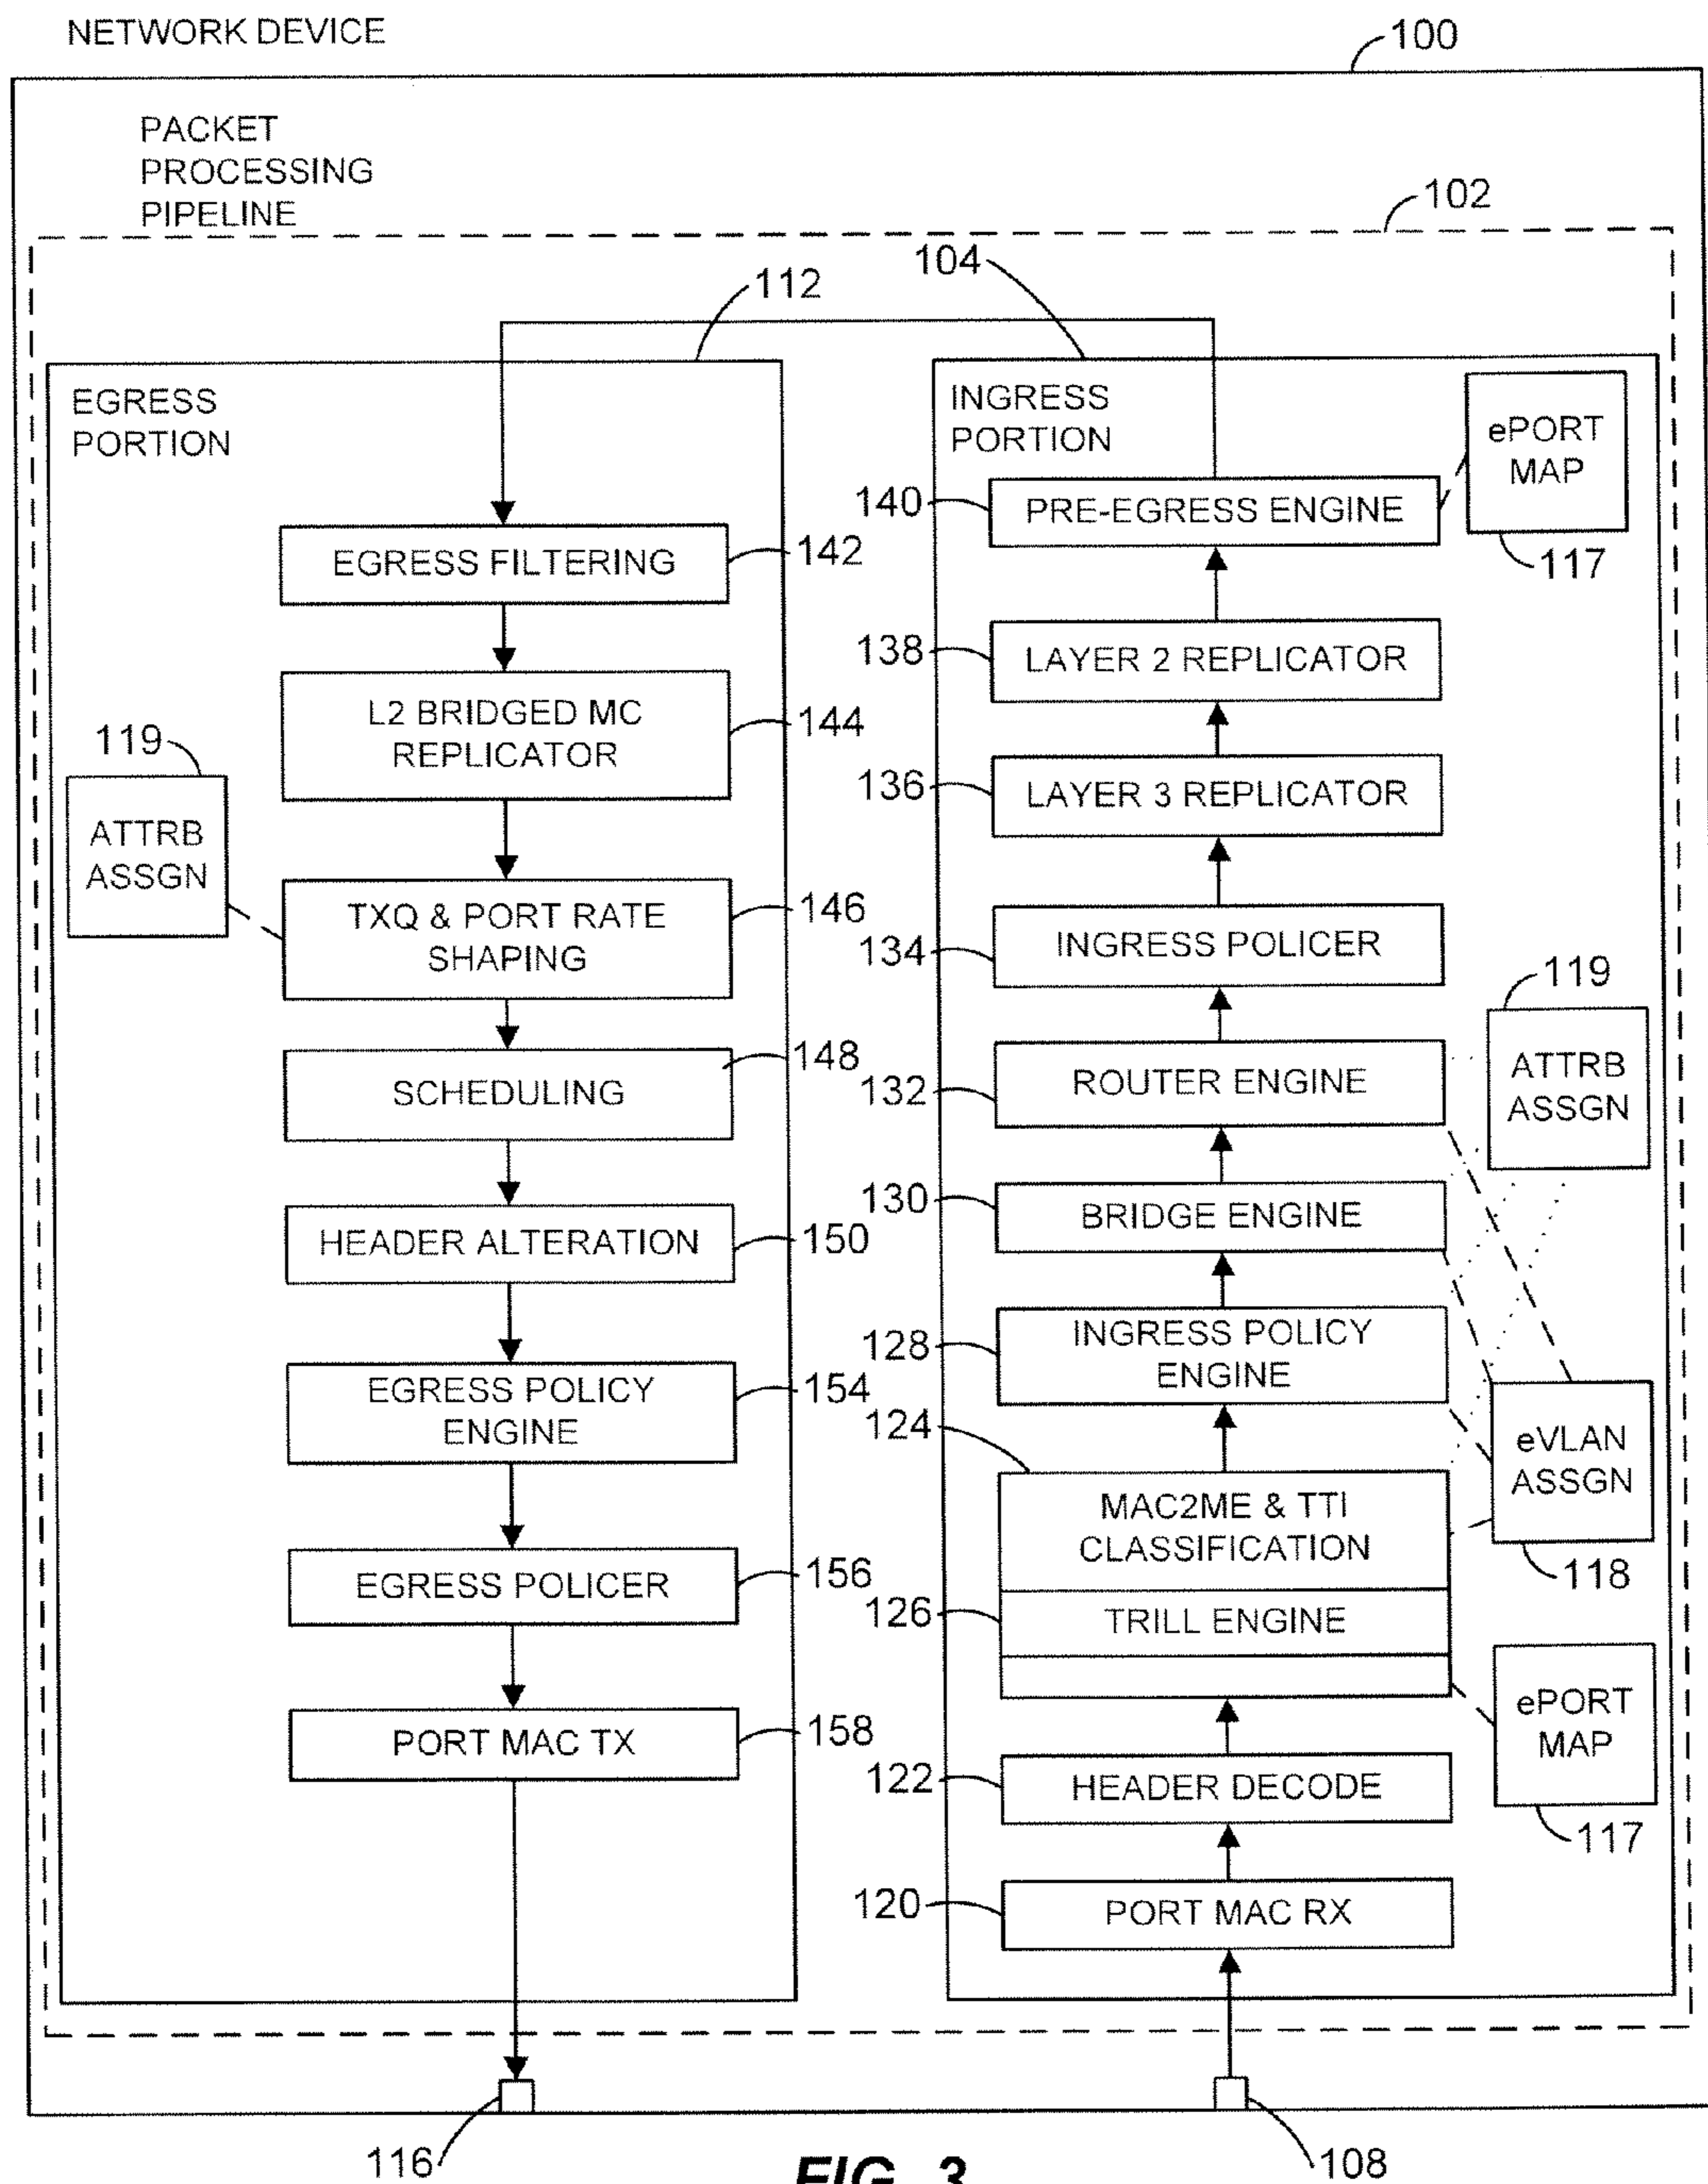 NETWORK DEVICE
100
PACKET
PROCESSING
PIPELINE
102
104
112
EGRESS
PORTION
INGRESS
PORTION
ePORT
MAP
117
140
PRE-EGRESS ENGINE
EGRESS FILTERING
142
138
LAYER 2 REPLICATOR
L2 BRIDGED MC
REPLICATOR
144
119
ATTRB
ASSGN
136
LAYER 3 REPLICATOR
TXQ & PORT RATE
SHAPING
146
134
INGRESS POLICER
119
ATTRB
ASSGN
SCHEDULING
148
132
ROUTER ENGINE
130
BRIDGE ENGINE
HEADER ALTERATION
150
128
INGRESS POLICY
ENGINE
EGRESS POLICY
ENGINE
154
124
eVLAN
ASSGN
118
MAC2ME & TTI
CLASSIFICATION
EGRESS POLICER
156
126
TRILL ENGINE
ePORT
MAP
117
PORT MAC TX
158
122
HEADER DECODE
120
PORT MAC RX
116
108
FIG. 3